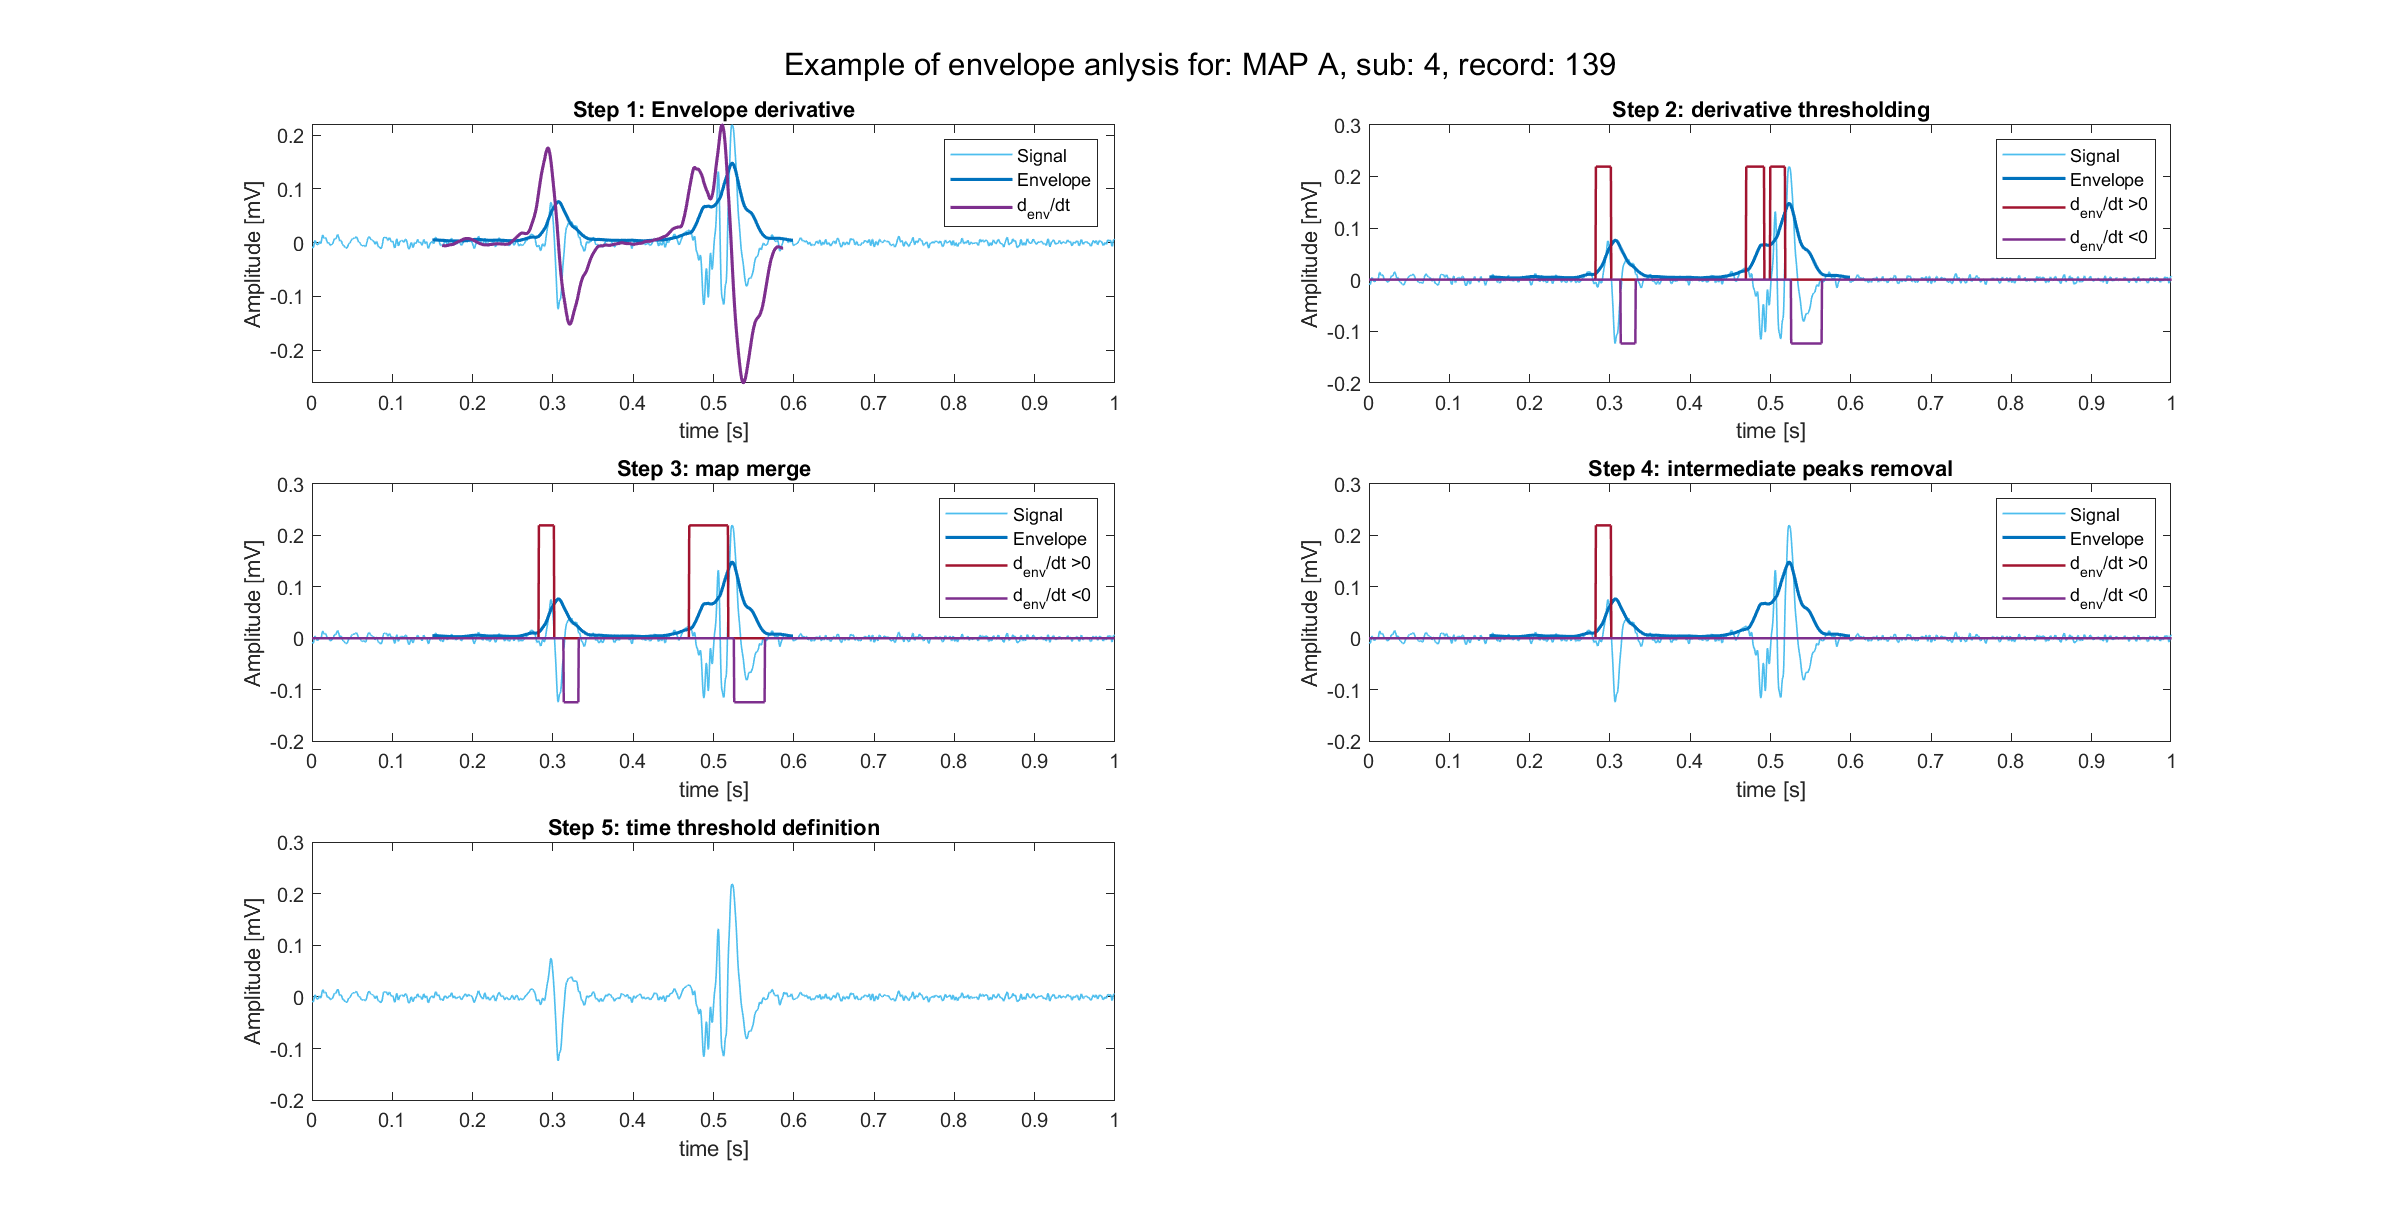 Example of envelope anlysis for: MAP A, sub: 4, record: 139
Step 1: Envelope derivative
0.2
0.1
0
-0.1
-0.2
Amplitude [mV]
0 0.1 0.2 0.3 0.4 0.5 0.6 0.7 0.8 0.9 1
time [s]
Signal
Envelope
d_env/dt
Step 2: derivative thresholding
0.3
0.2
0.1
0
-0.1
-0.2
Amplitude [mV]
0 0.1 0.2 0.3 0.4 0.5 0.6 0.7 0.8 0.9 1
time [s]
Signal
Envelope
d_env/dt >0
d_env/dt <0
Step 3: map merge
0.3
0.2
0.1
0
-0.1
-0.2
Amplitude [mV]
0 0.1 0.2 0.3 0.4 0.5 0.6 0.7 0.8 0.9 1
time [s]
Signal
Envelope
d_env/dt >0
d_env/dt <0
Step 4: intermediate peaks removal
0.3
0.2
0.1
0
-0.1
-0.2
Amplitude [mV]
0 0.1 0.2 0.3 0.4 0.5 0.6 0.7 0.8 0.9 1
time [s]
Signal
Envelope
d_env/dt >0
d_env/dt <0
Step 5: time threshold definition
0.3
0.2
0.1
0
-0.1
-0.2
Amplitude [mV]
0 0.1 0.2 0.3 0.4 0.5 0.6 0.7 0.8 0.9 1
time [s]